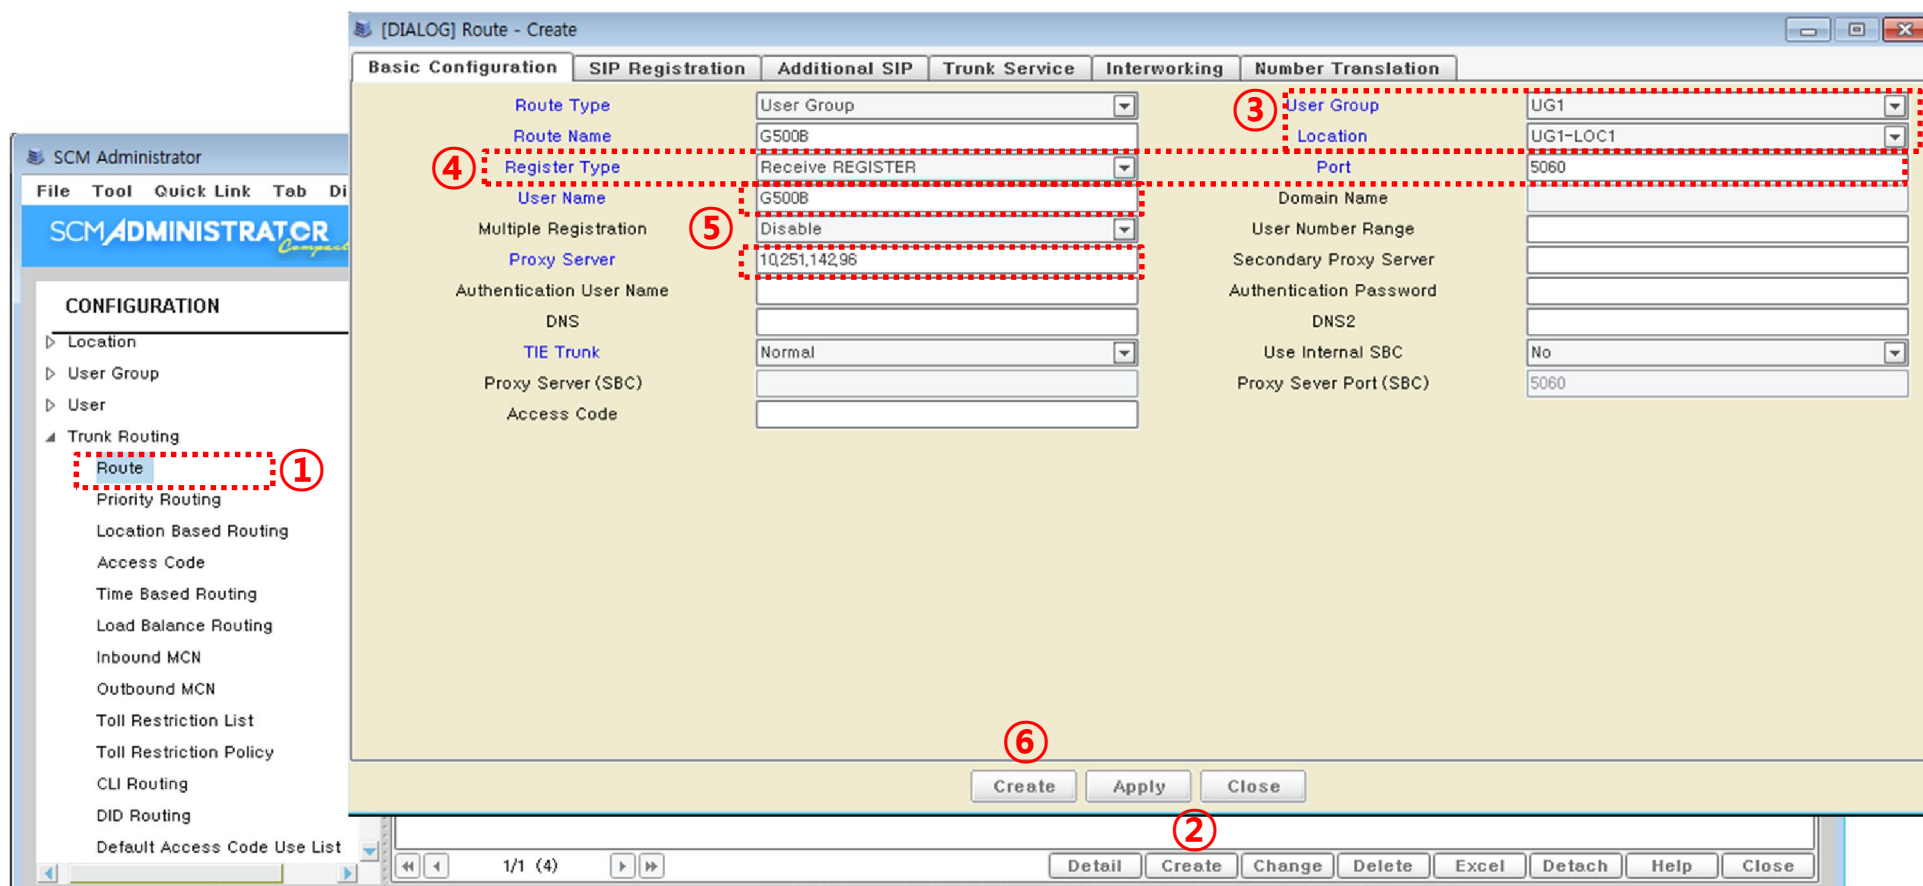 [DIALOG] Route - Create
Basic Configuration SIP Registration Additional SIP Trunk Service Interworking Number Translation
Route Type User Group ③ User Group UG1
Route Name G500B Location UG1-LOC1
④ Register Type Receive REGISTER Port 5060
User Name G500B Domain Name
⑤ Multiple Registration Disable User Number Range
Proxy Server 10,251,142,96 Secondary Proxy Server
Authentication User Name Authentication Password
DNS DNS2
TIE Trunk Normal Use Internal SBC No
Proxy Server (SBC) Proxy Sever Port (SBC) 5060
Access Code
⑥
Create Apply Close
SCM Administrator
File Tool Quick Link Tab Di
SCM ADMINISTRATOR
Compact
CONFIGURATION
Location
User Group
User
Trunk Routing
Route ①
Priority Routing
Location Based Routing
Access Code
Time Based Routing
Load Balance Routing
Inbound MCN
Outbound MCN
Toll Restriction List
Toll Restriction Policy
CLI Routing
DID Routing
Default Access Code Use List
②
1/1 (4) Detail Create Change Delete Excel Detach Help Close